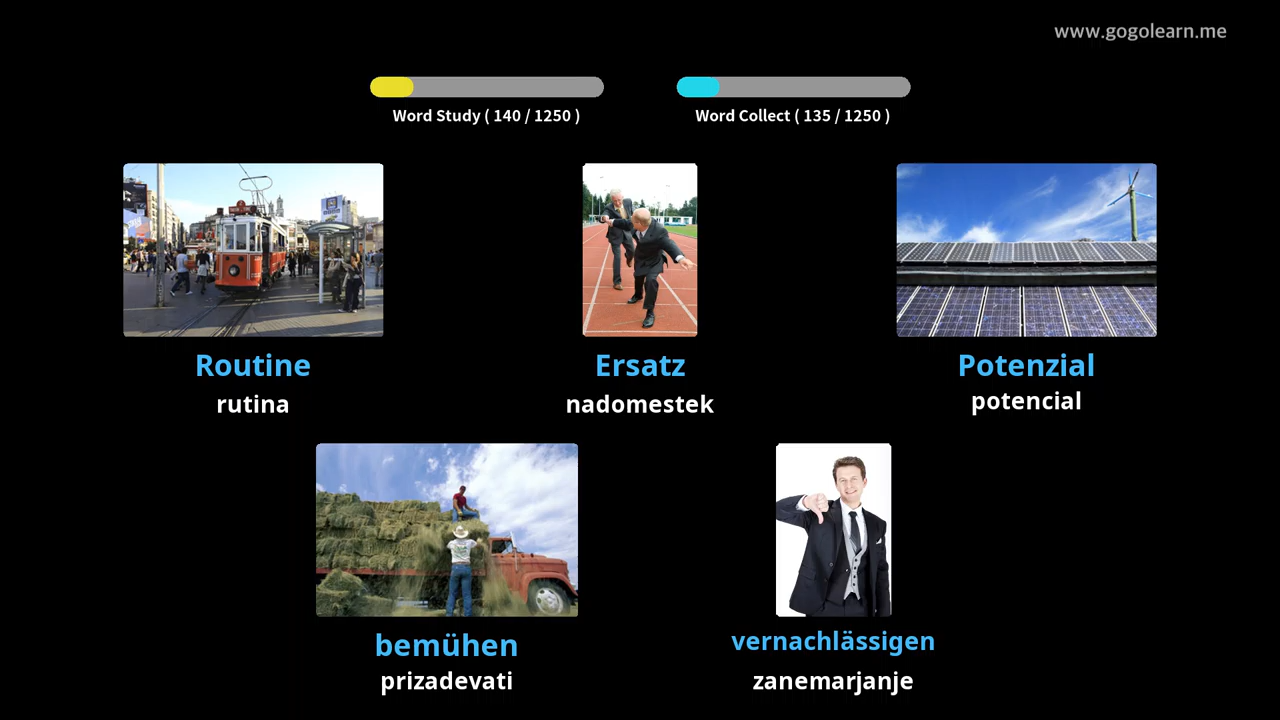 www.gogolearn.me
Word Study ( 140 / 1250 )
Word Collect ( 135 / 1250 )
Routine
rutina
Ersatz
nadomestek
Potenzial
potencial
bemühen
prizadevati
vernachlässigen
zanemarjanje